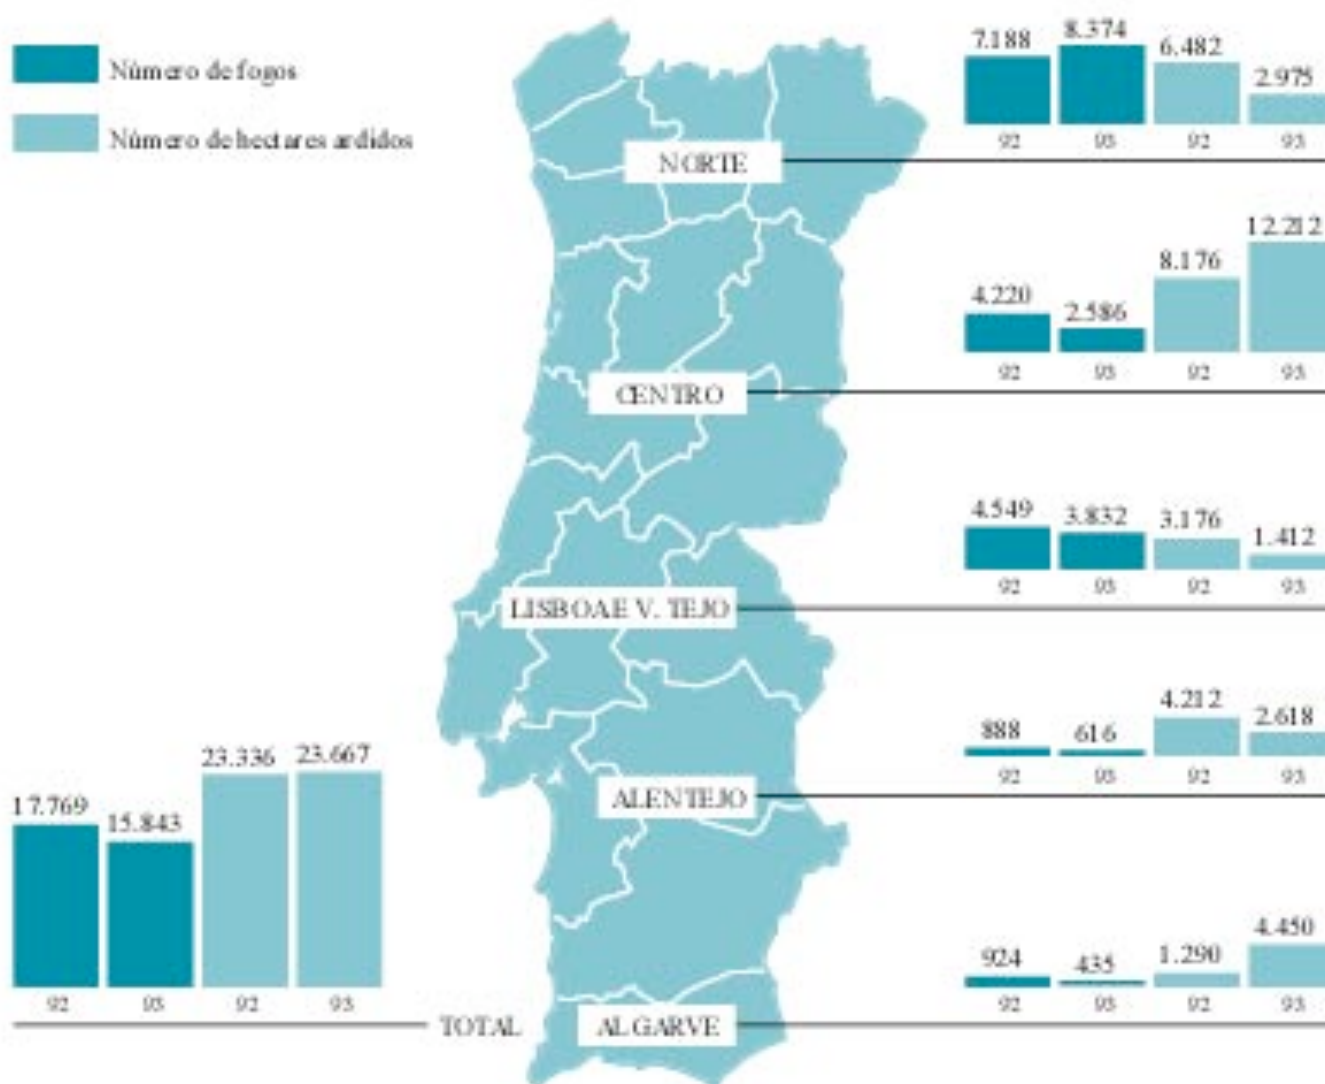 Número de fogos
Número de hectares ardidos
7.188 8.374 6.482 2.975
92 93 92 93
NORTE
4.220 2.586 8.176 12.212
92 93 92 93
CENTRO
4.549 3.832 3.176 1.412
92 93 92 93
LISBOA E V. TEJO
888 616 4.212 2.618
92 93 92 93
ALENTEJO
17.769 15.843 23.336 23.667
92 93 92 93
TOTAL
924 435 1.290 4.450
92 93 92 93
ALGARVE